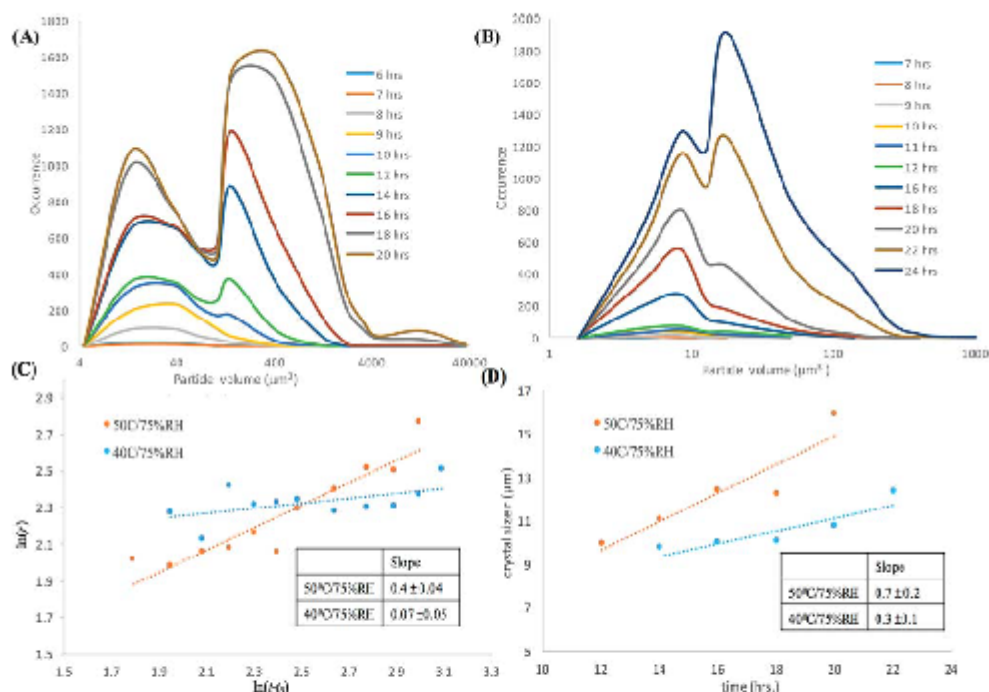 (A)
Occurrence
1800
1600
1400
1200
1000
800
600
400
200
0
4
40
400
4000
40000
Particle volume (µm³)
6 hrs
7 hrs
8 hrs
9 hrs
10 hrs
12 hrs
14 hrs
16 hrs
18 hrs
20 hrs
(B)
Occurrence
2000
1800
1600
1400
1200
1000
800
600
400
200
0
1
10
100
1000
Particle volume (µm³)
7 hrs
8 hrs
9 hrs
10 hrs
11 hrs
12 hrs
16 hrs
18 hrs
20 hrs
22 hrs
24 hrs
(C)
ln(r)
2.9
2.7
2.5
2.3
2.1
1.9
1.7
1.5
1.5
1.7
1.9
2.1
2.3
2.5
2.7
2.9
3.1
3.3
50C/75%RH
40C/75%RH
Slope
50⁰C/75%RH 0.4±0.04
40⁰C/75%RH 0.07±0.05
(D)
crystal sizer (µm)
17
15
13
11
9
7
5
10
12
14
16
18
20
22
24
time (hrs.)
50C/75%RH
40C/75%RH
Slope
50⁰C/75%RH 0.7±0.2
40⁰C/75%RH 0.3±0.1